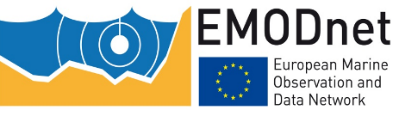 EMODnet
European Marine
Observation and
Data Network